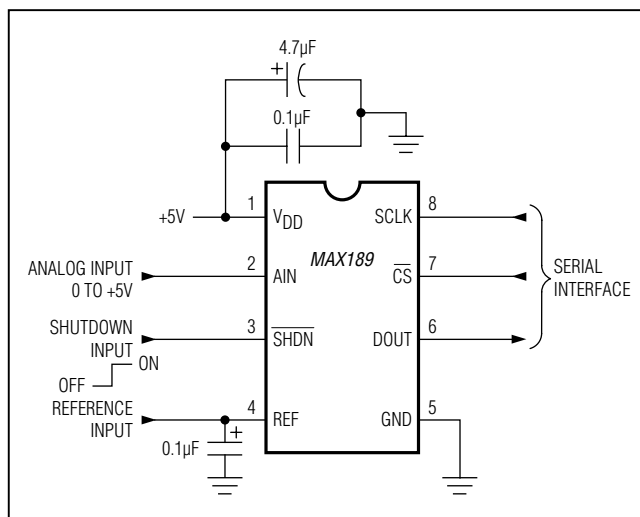 +
4.7µF
0.1µF
+5V
1
VDD
SCLK
8
MAX189
ANALOG INPUT
0 TO +5V
2
AIN
CS
7
SERIAL
INTERFACE
SHUTDOWN
INPUT
3
SHDN
DOUT
6
OFF
ON
REFERENCE
INPUT
4
REF
GND
5
0.1µF
+